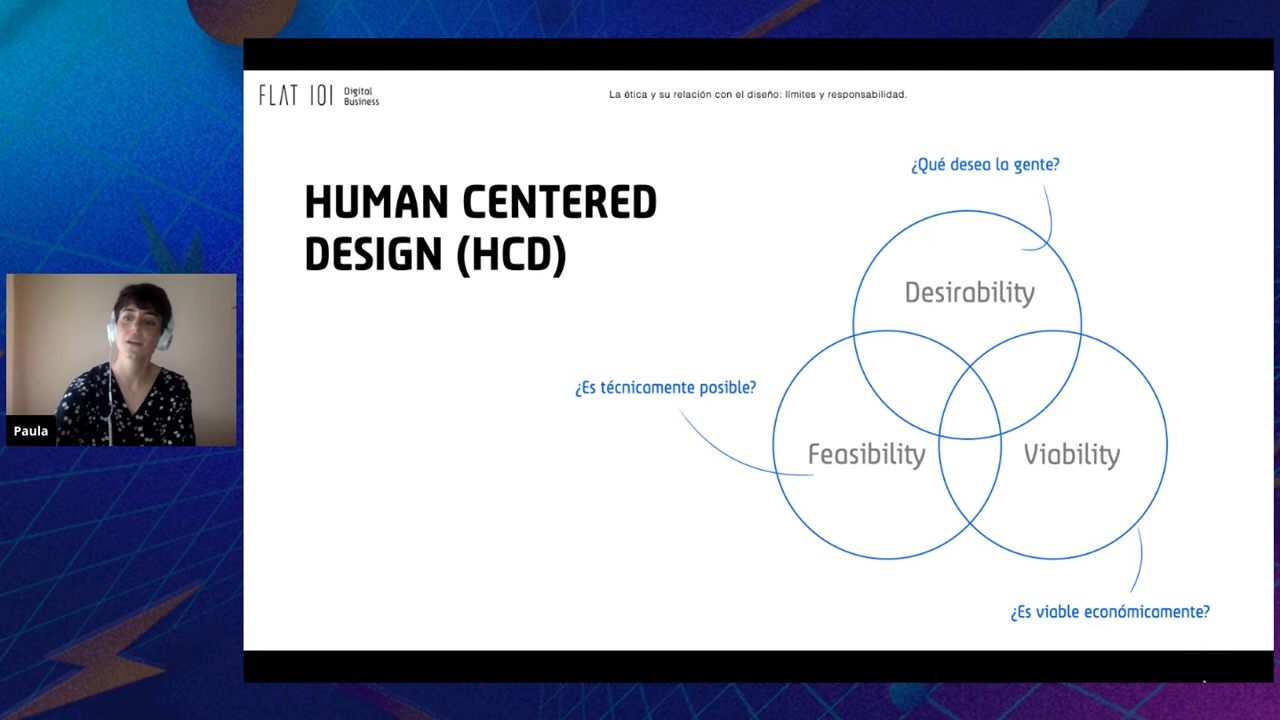 FLAT 101 Digital
Business
La ética y su relación con el diseño: límites y responsabilidad.
HUMAN CENTERED
DESIGN (HCD)
¿Qué desea la gente?
Desirability
¿Es técnicamente posible?
Feasibility
Viability
¿Es viable económicamente?
Paula